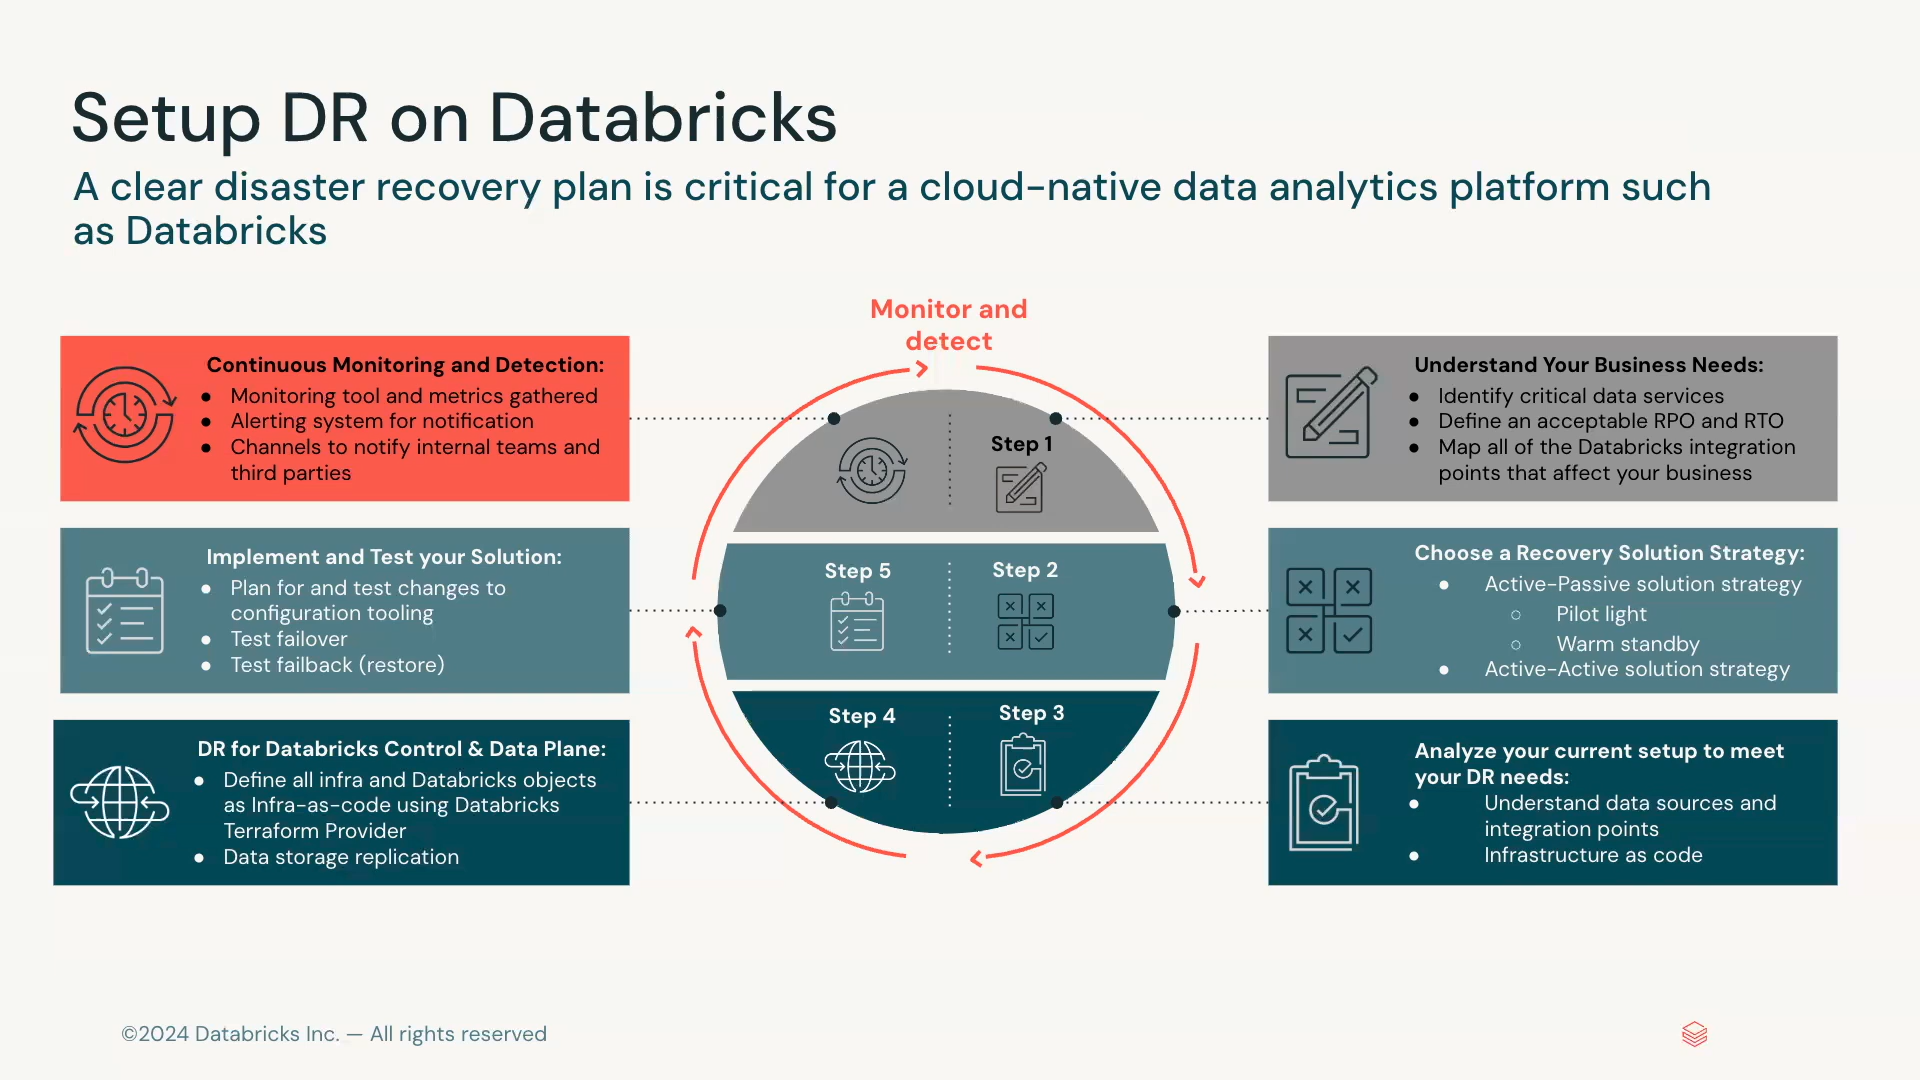 Setup DR on Databricks
A clear disaster recovery plan is critical for a cloud-native data analytics platform such
as Databricks
Monitor and
detect
Continuous Monitoring and Detection:
● Monitoring tool and metrics gathered
● Alerting system for notification
● Channels to notify internal teams and
third parties
Implement and Test your Solution:
● Plan for and test changes to
configuration tooling
● Test failover
● Test failback (restore)
DR for Databricks Control & Data Plane:
● Define all infra and Databricks objects
as Infra-as-code using Databricks
Terraform Provider
● Data storage replication
Step 1
Step 5
Step 2
Step 4
Step 3
Understand Your Business Needs:
● Identify critical data services
● Define an acceptable RPO and RTO
● Map all of the Databricks integration
points that affect your business
Choose a Recovery Solution Strategy:
● Active-Passive solution strategy
○ Pilot light
○ Warm standby
● Active-Active solution strategy
Analyze your current setup to meet
your DR needs:
● Understand data sources and
integration points
● Infrastructure as code
©2024 Databricks Inc. — All rights reserved